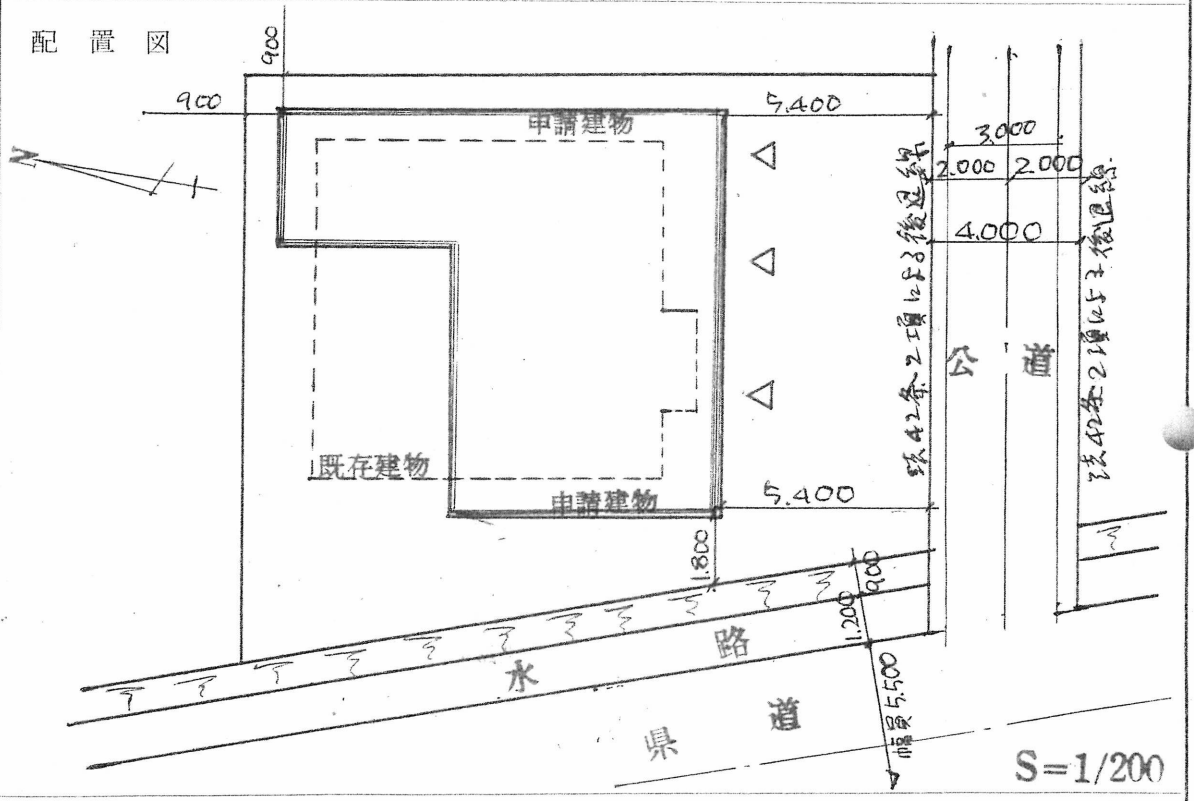 配置図
900
900
5.400
申請建物
N
3.000
2.000
2.000
4.000
第42条2項による後退線
第42条2項による後退線
公道
既存建物
申請建物
5.400
1.800
900
1.200
水路
県道
幅員5.500
S=1/200